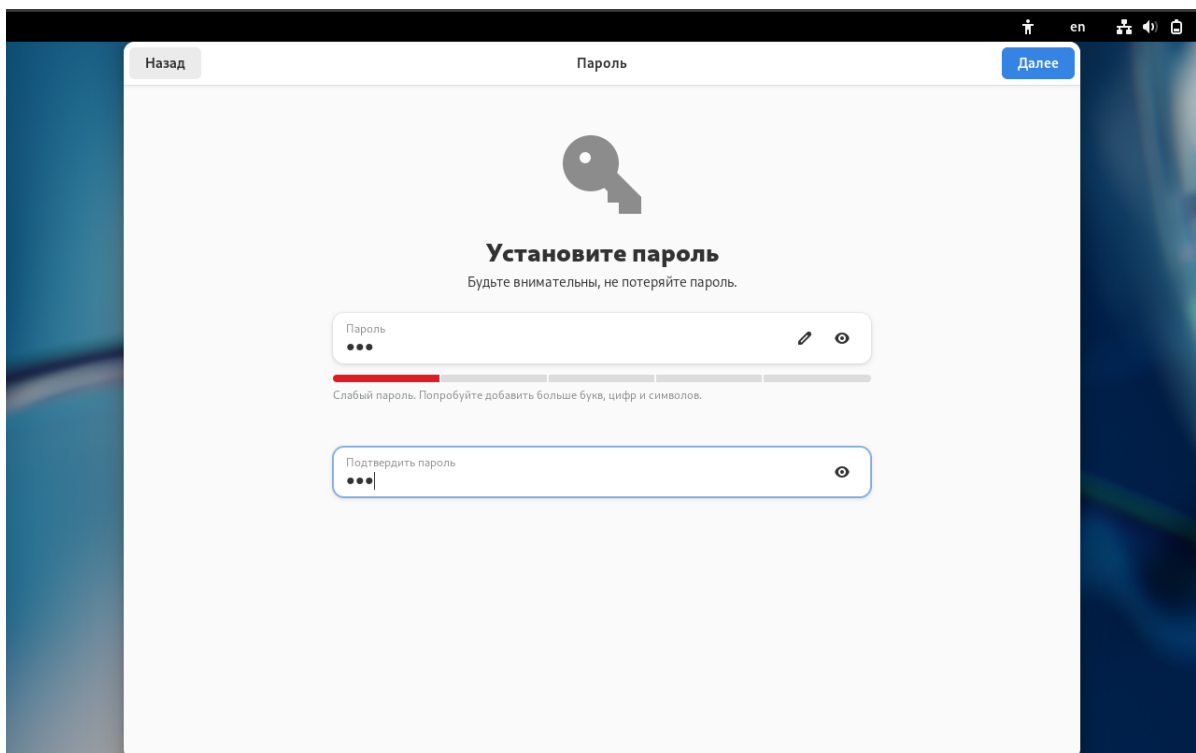 en
Назад
Пароль
Далее
Установите пароль
Будьте внимательны, не потеряйте пароль.
Пароль
Слабый пароль. Попробуйте добавить больше букв, цифр и символов.
Подтвердить пароль